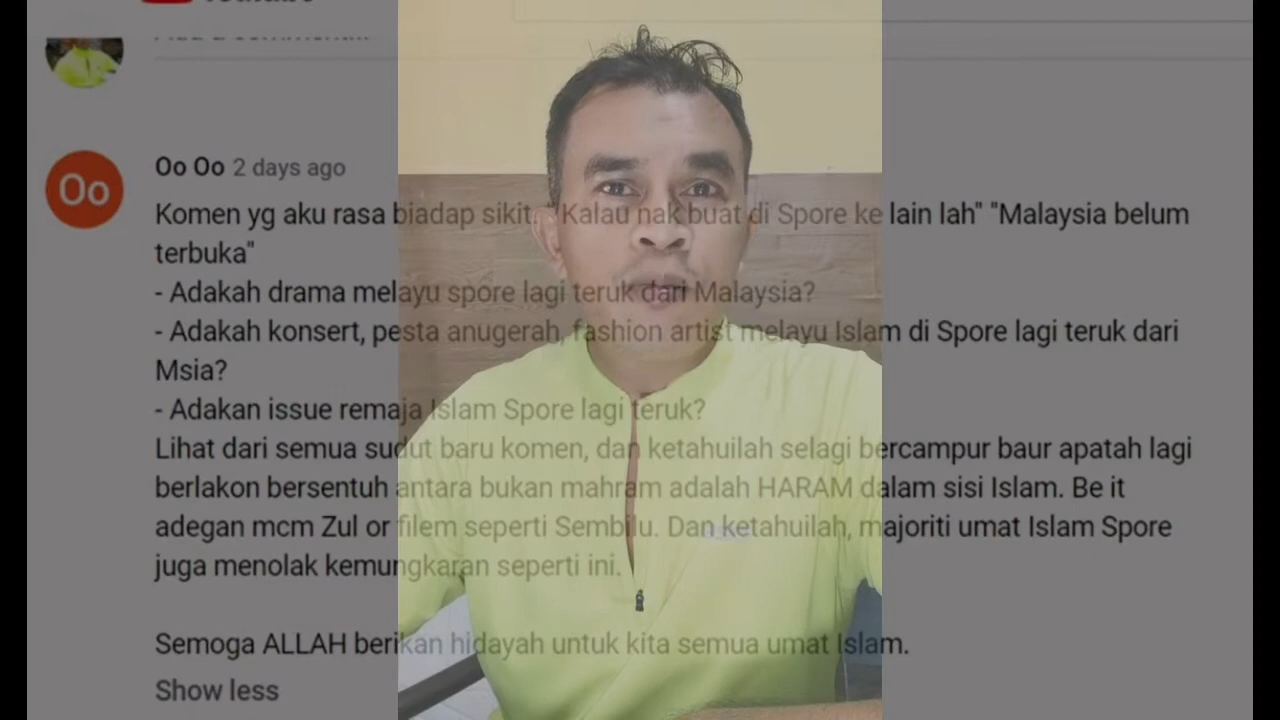 Oo Oo 2 days ago
Oo
Komen yg aku rasa biadap sikit. "Kalau nak buat di Spore ke lain lah" "Malaysia belum
terbuka"
- Adakah drama melayu spore lagi teruk dari Malaysia?
- Adakah konsert, pesta anugerah, fashion artist melayu Islam di Spore lagi teruk dari
Msia?
- Adakan issue remaja Islam Spore lagi teruk?
Lihat dari semua sudut baru komen, dan ketahuilah selagi bercampur baur apatah lagi
berlakon bersentuh antara bukan mahram adalah HARAM dalam sisi Islam. Be it
adegan mcm Zul or filem seperti Sembilu. Dan ketahuilah, majoriti umat Islam Spore
juga menolak kemungkaran seperti ini.
Semoga ALLAH berikan hidayah untuk kita semua umat Islam.
Show less